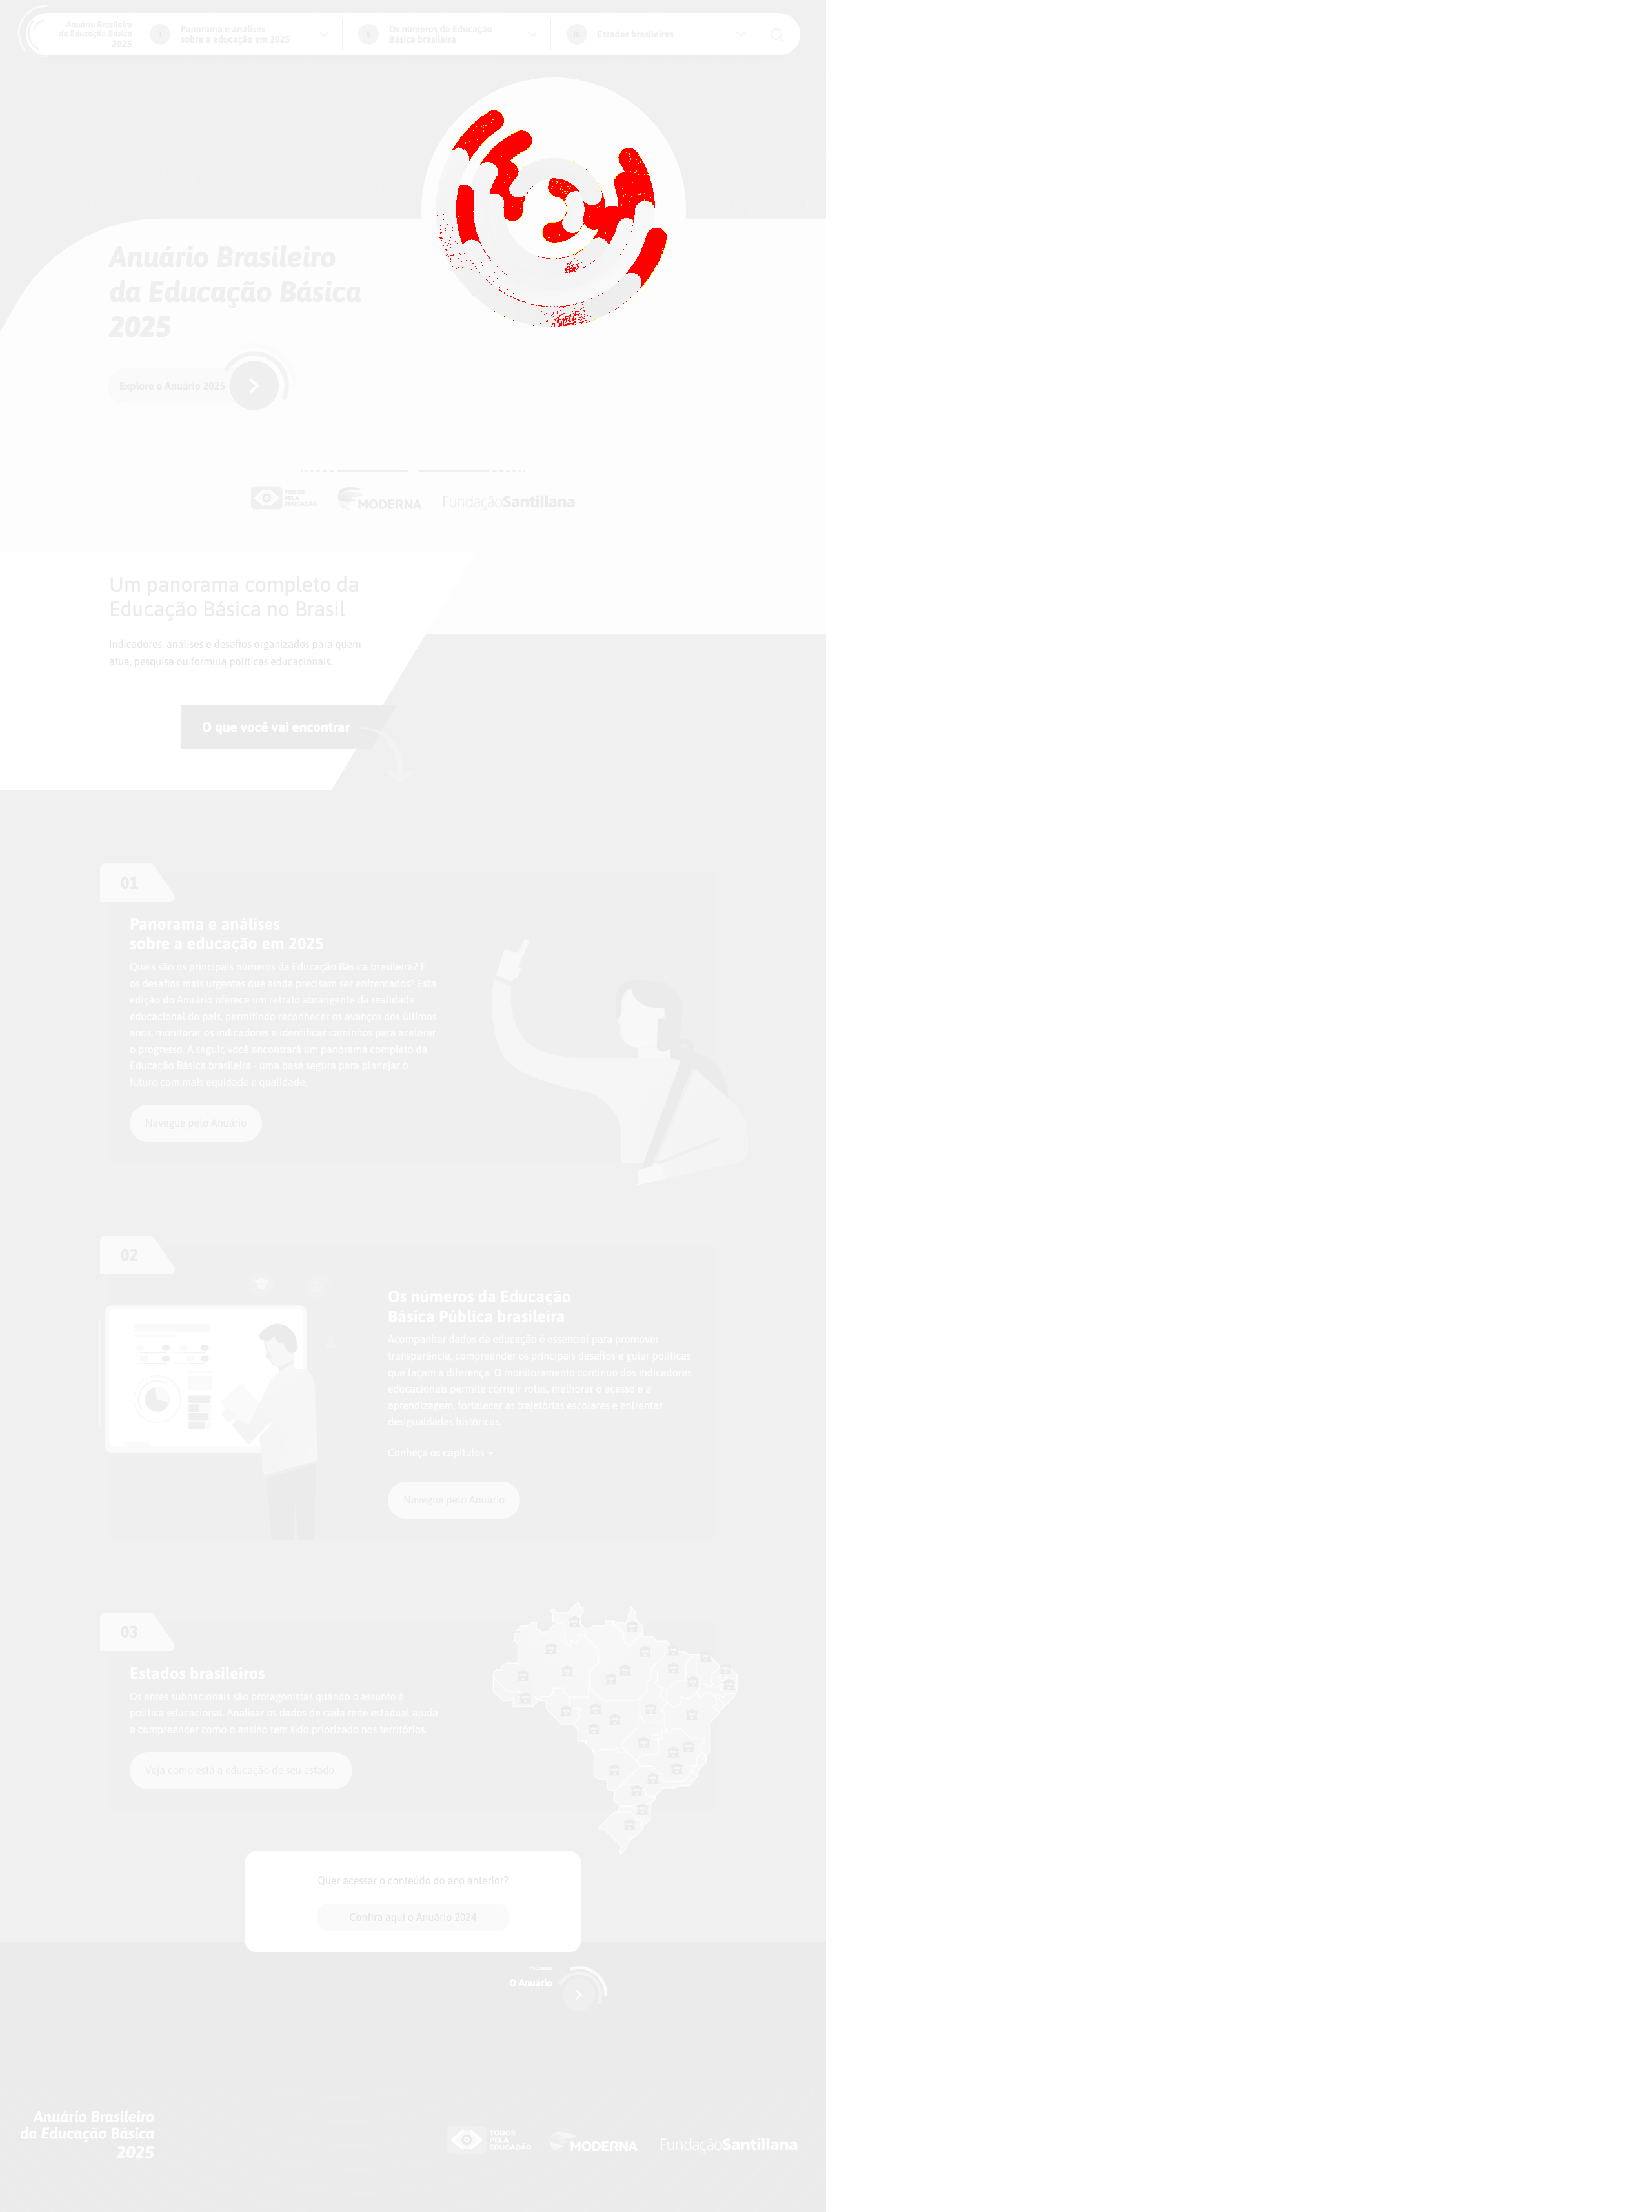 Anuário Brasileiro
da Educação Básica
2025
Panorama e análises
sobre a educação em 2025
Os números da Educação
Básica brasileira
Estados brasileiros
Anuário Brasileiro
da Educação Básica
2025
Explore o Anuário 2025
TODOS
PELA
EDUCAÇÃO
MODERNA
FundaçãoSantillana
Um panorama completo da
Educação Básica no Brasil
Indicadores, análises e desafios organizados para quem
atua, pesquisa ou formula políticas educacionais.
O que você vai encontrar
01
Panorama e análises
sobre a educação em 2025
Quais são os principais números da Educação Básica brasileira? E
os desafios mais urgentes que ainda precisam ser enfrentados? Esta
edição do Anuário oferece um retrato abrangente da realidade
educacional do país, permitindo reconhecer os avanços dos últimos
anos, monitorar os indicadores e identificar caminhos para acelerar
o progresso. A seguir, você encontrará um panorama completo da
Educação Básica brasileira - uma base segura para planejar o
futuro com mais equidade e qualidade.
Navegue pelo Anuário
02
Os números da Educação
Básica Pública brasileira
Acompanhar dados da educação é essencial para promover
transparência, compreender os principais desafios e guiar políticas
que façam a diferença. O monitoramento contínuo dos indicadores
educacionais permite corrigir rotas, melhorar o acesso e a
aprendizagem, fortalecer as trajetórias escolares e enfrentar
desigualdades históricas.
Conheça os capítulos
Navegue pelo Anuário
03
Estados brasileiros
Os entes subnacionais são protagonistas quando o assunto é
política educacional. Analisar os dados de cada rede estadual ajuda
a compreender como o ensino tem sido priorizado nos territórios.
Veja como está a educação de seu estado.
Quer acessar o conteúdo do ano anterior?
Confira aqui o Anuário 2024
Próximo
O Anuário
Anuário Brasileiro
da Educação Básica
2025
TODOS
PELA
EDUCAÇÃO
MODERNA
FundaçãoSantillana